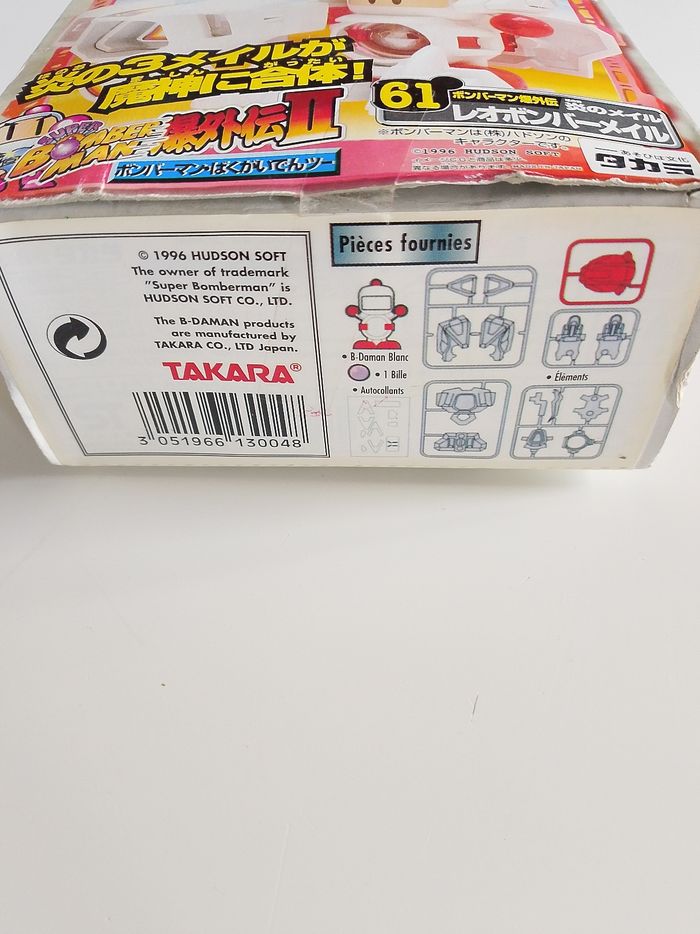 炎の3メイルが
魔神に合体!
SUPER BOMBER MAN 爆外伝II
ボンバーマン・ばくがいでんツー
61 ボンバーマン爆外伝 炎のメイル
レオボンバーメイル
※ボンバーマンは(株)ハドソンの
キャラクターです。
©1996 HUDSON SOFT
あそびは文化
タカラ
© 1996 HUDSON SOFT
The owner of trademark
"Super Bomberman" is
HUDSON SOFT CO., LTD.
The B-DAMAN products
are manufactured by
TAKARA CO., LTD Japan.
TAKARA®
3 051966 130048
Pièces fournies
• B-Daman Blanc
• 1 Bille
• Autocollants
• Éléments